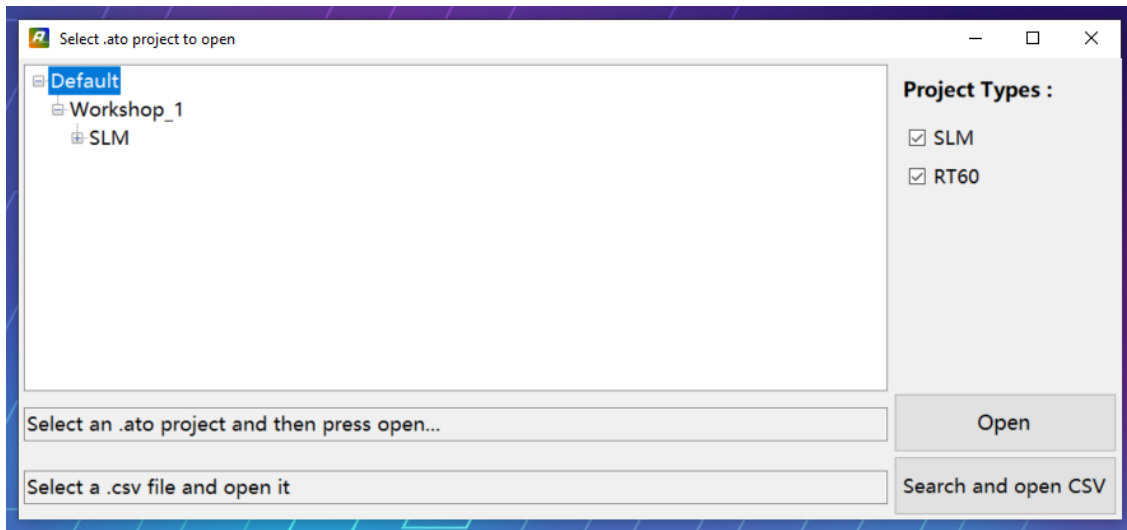 Select .ato project to open
Default
Workshop_1
SLM
Project Types :
SLM
RT60
Select an .ato project and then press open...
Open
Select a .csv file and open it
Search and open CSV